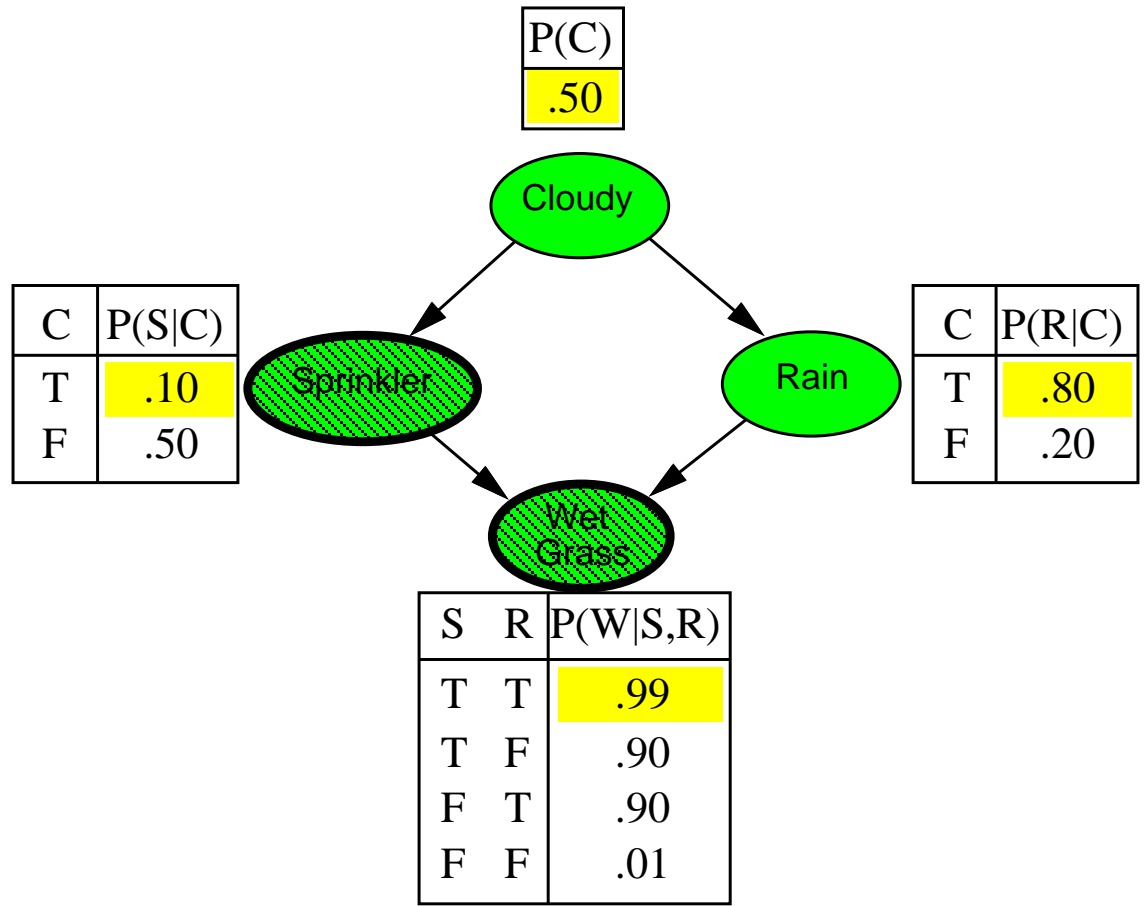 P(C)
.50
Cloudy
C P(S|C)
T .10
F .50
Sprinkler
Rain
C P(R|C)
T .80
F .20
Wet
Grass
S R P(W|S,R)
T T .99
T F .90
F T .90
F F .01